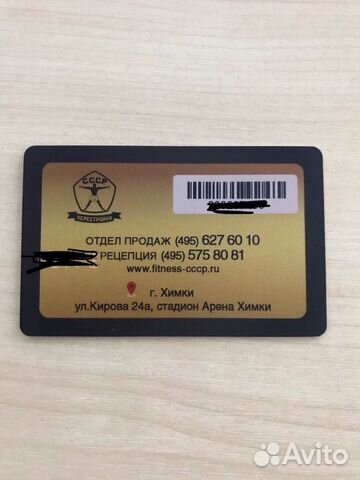 СССР
ПЕРЕСТРОЙКА
ОТДЕЛ ПРОДАЖ (495) 627 60 10
РЕЦЕПЦИЯ (495) 575 80 81
www.fitness-cccp.ru
г. Химки
ул.Кирова 24а, стадион Арена Химки
Avito